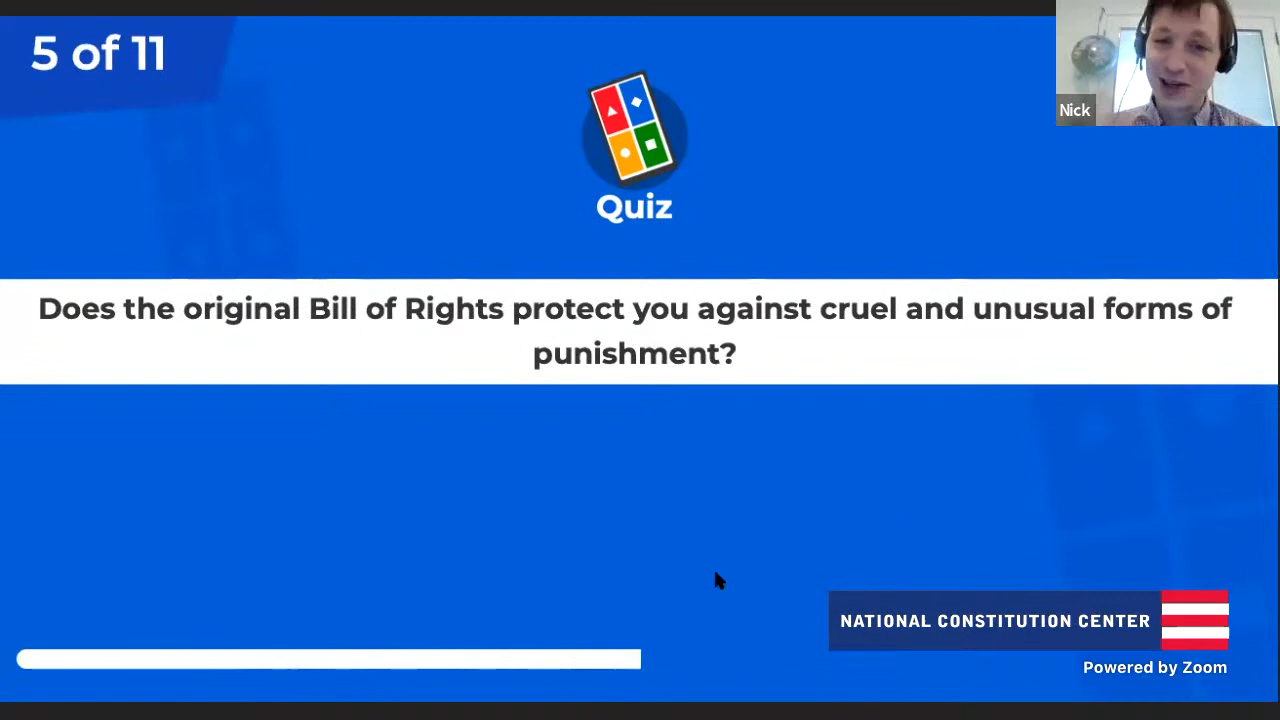 5 of 11
Nick
Quiz
Does the original Bill of Rights protect you against cruel and unusual forms of
punishment?
NATIONAL CONSTITUTION CENTER
Powered by Zoom